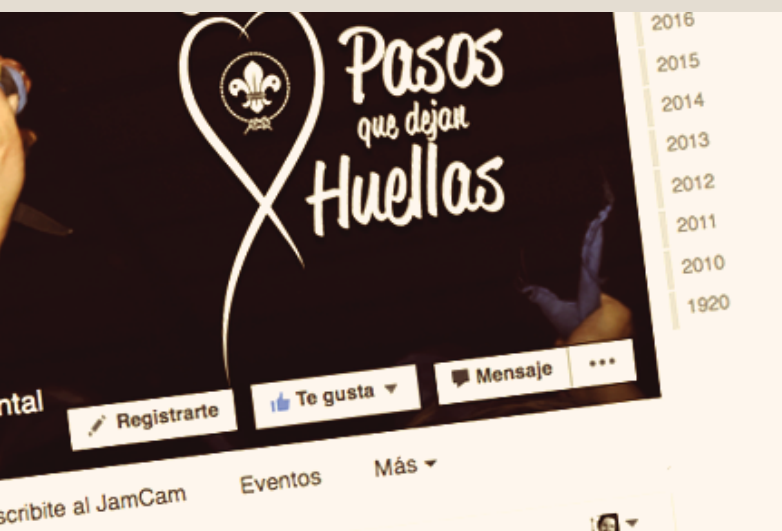 Pasos
que dejan
Huellas
2016
2015
2014
2013
2012
2011
2010
1920
ntal
Registrarte
Te gusta
Mensaje
scribite al JamCam
Eventos
Más